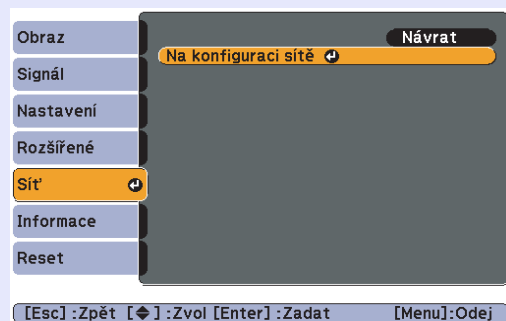 Obraz
Signál
Nastavení
Rozšířené
Síť
Informace
Reset
Návrat
Na konfiguraci sítě
[Esc] :Zpět [ ] :Zvol [Enter] :Zadat [Menu]:Odej